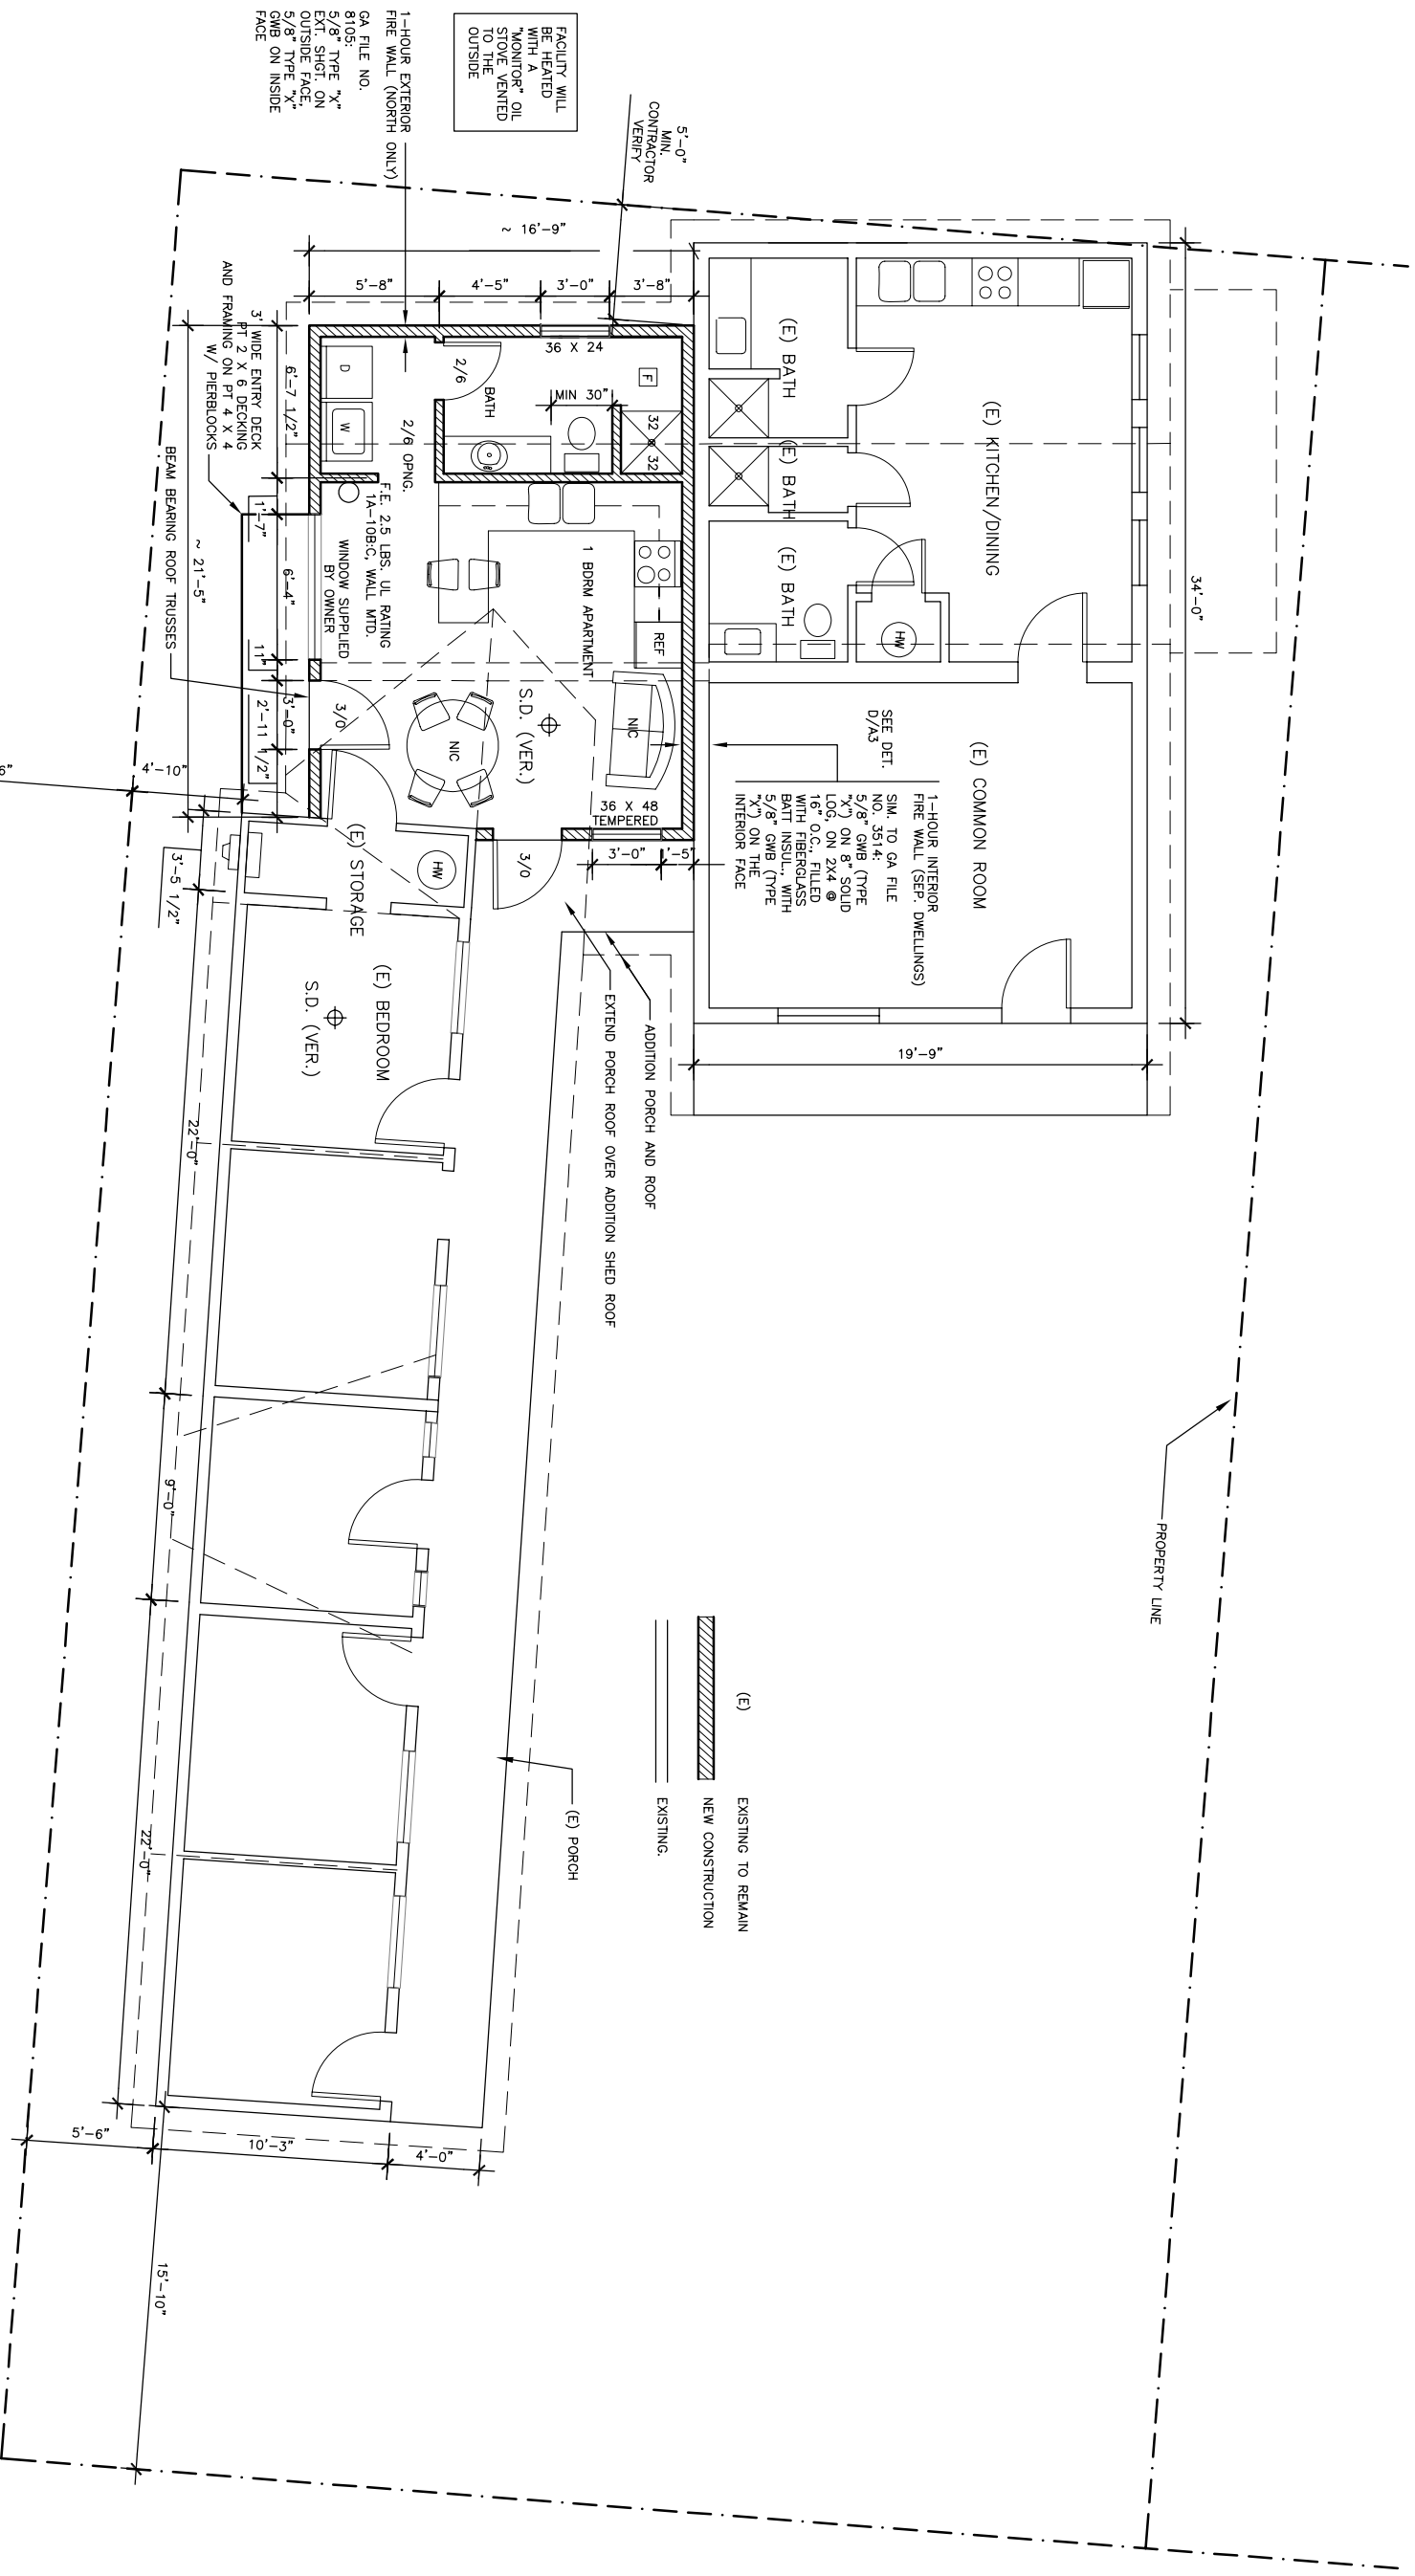 FACILITY WILL
BE HEATED
WITH A
"MONITOR" OIL
STOVE VENTED
TO THE
OUTSIDE
1-HOUR EXTERIOR
FIRE WALL (NORTH ONLY)
GA FILE NO.
8105:
5/8" TYPE "X"
EXT. SHGT. ON
OUTSIDE FACE,
5/8" TYPE "X"
GWB ON INSIDE
FACE
5'-0"
MIN.
CONTRACTOR
VERIFY
~ 16'-9"
5'-8"
4'-5"
3'-0"
3'-8"
34'-0"
19'-9"
(E) KITCHEN/DINING
(E) BATH
(E) BATH
(E) BATH
HW
(E) COMMON ROOM
SEE DET.
D/A3
1-HOUR INTERIOR
FIRE WALL (SEP. DWELLINGS)
SIM. TO GA FILE
NO. 3514:
5/8" GWB (TYPE
"X") ON 8" SOLID
LOG, ON 2X4 @
16" O.C., FILLED
WITH FIBERGLASS
BATT INSUL., WITH
5/8" GWB (TYPE
"X") ON THE
INTERIOR FACE
36 X 24
F
MIN 30"
32
32
BATH
2/6
2/6 OPNG.
D
W
1 BDRM APARTMENT
REF
NIC
S.D. (VER.)
NIC
36 X 48
TEMPERED
3'-0"
1'-5"
3/0
3/0
F.E. 2.5 LBS. UL RATING
1A-10B:C, WALL MTD.
WINDOW SUPPLIED
BY OWNER
3' WIDE ENTRY DECK
PT 2 X 6 DECKING
AND FRAMING ON PT 4 X 4
W/ PIERBLOCKS
BEAM BEARING ROOF TRUSSES
6'-7 1/2"
1'-7"
6'-4"
11"
3'-0"
2'-11 1/2"
~ 21'-5"
4'-10"
6"
3'-5 1/2"
(E) STORAGE
HW
(E) BEDROOM
S.D. (VER.)
ADDITION PORCH AND ROOF
EXTEND PORCH ROOF OVER ADDITION SHED ROOF
PROPERTY LINE
22'-0"
9'-0"
22'-0"
(E) PORCH
(E)
EXISTING TO REMAIN
NEW CONSTRUCTION
EXISTING.
5'-6"
10'-3"
4'-0"
15'-10"